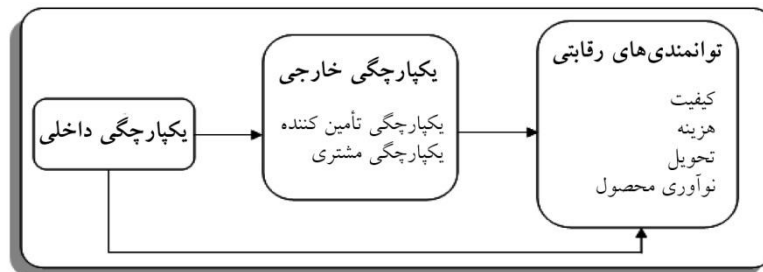 یکپارچگی داخلی
یکپارچگی خارجی
یکپارچگی تأمین کننده
یکپارچگی مشتری
توانمندی‌های رقابتی
کیفیت
هزینه
تحویل
نوآوری محصول